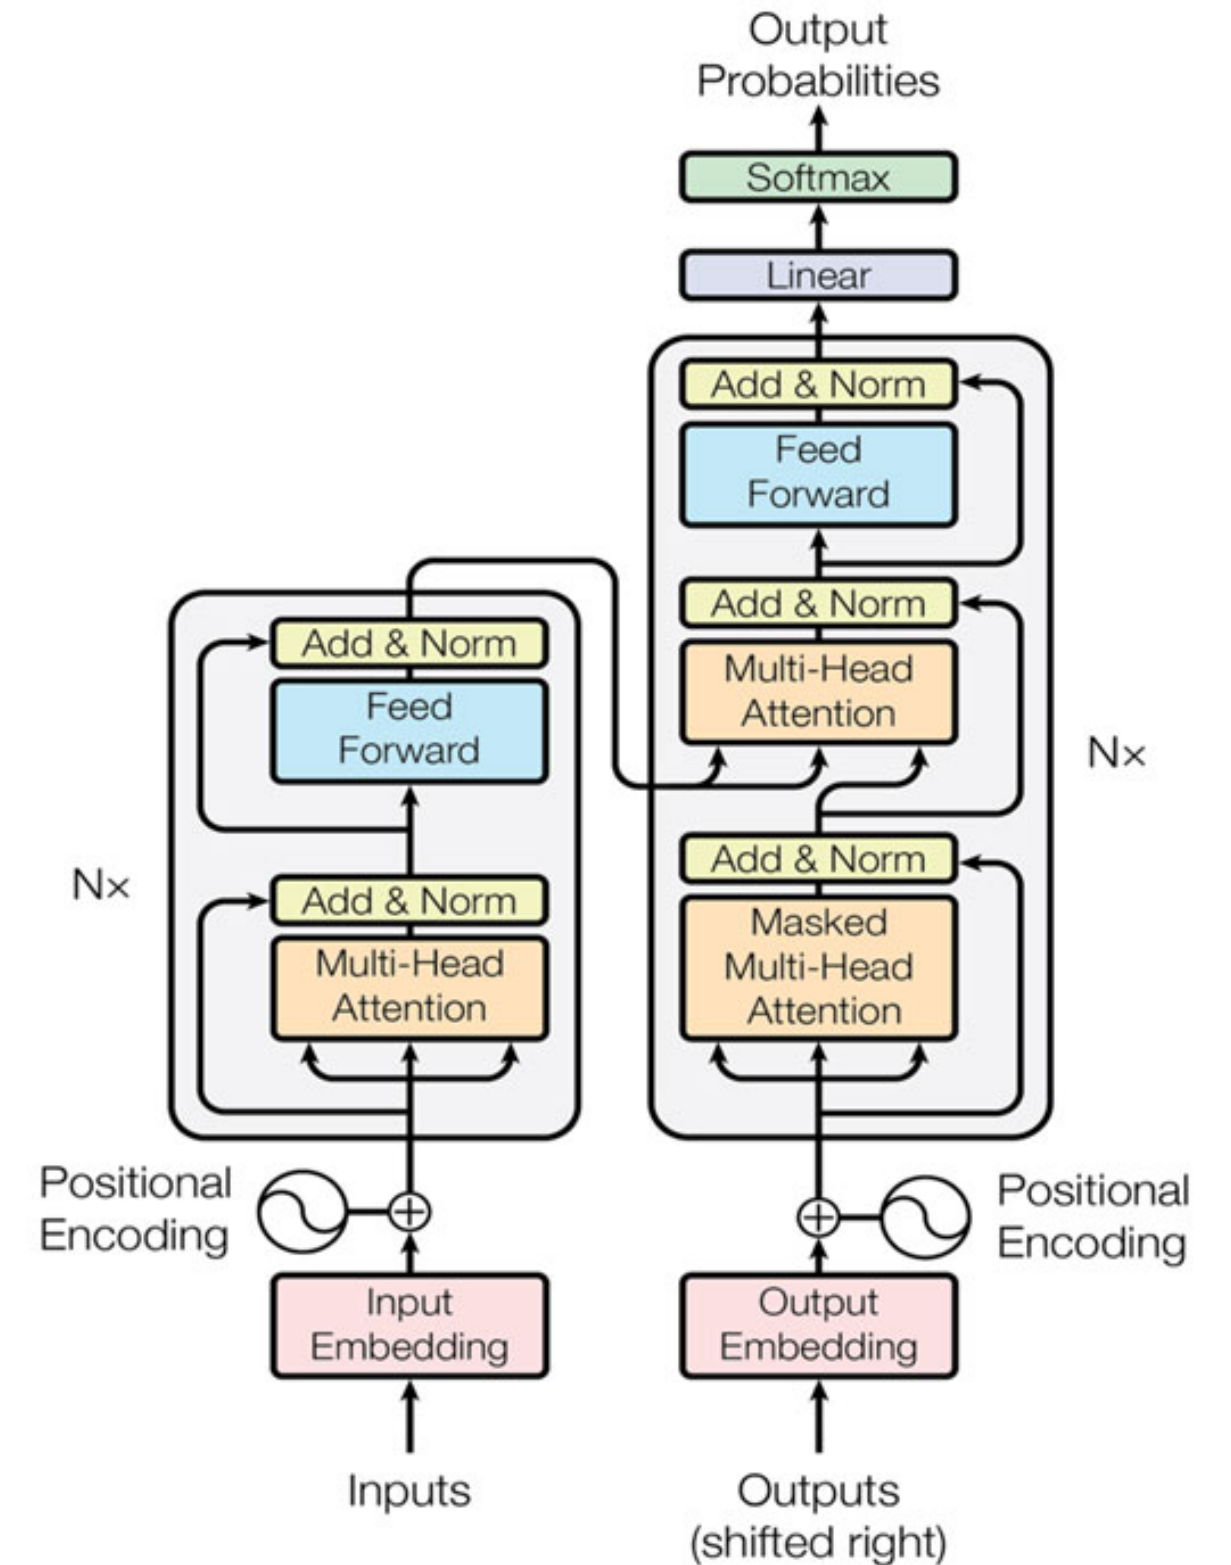 Output
Probabilities
Softmax
Linear
Add & Norm
Feed
Forward
Add & Norm
Multi-Head
Attention
Add & Norm
Masked
Multi-Head
Attention
Nx
Add & Norm
Feed
Forward
Add & Norm
Multi-Head
Attention
Nx
Positional
Encoding
Positional
Encoding
Input
Embedding
Output
Embedding
Inputs
Outputs
(shifted right)